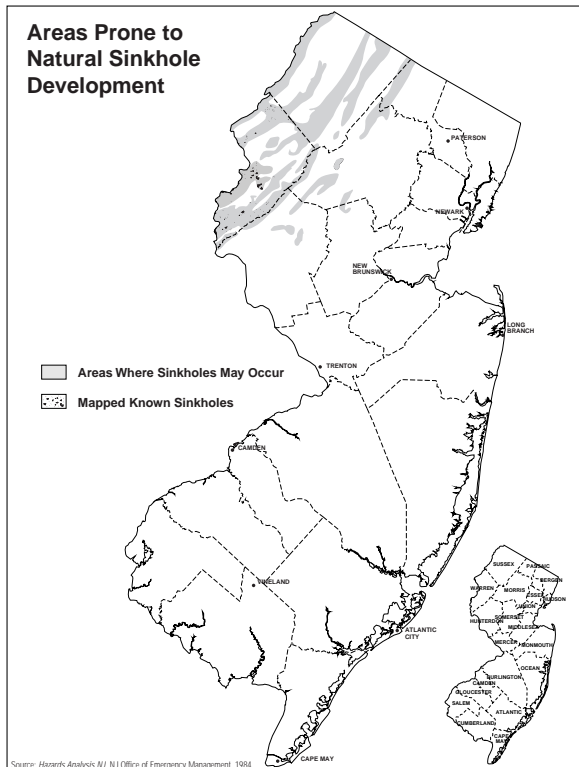 Areas Prone to
Natural Sinkhole
Development
PATERSON
NEWARK
NEW
BRUNSWICK
LONG
BRANCH
TRENTON
Areas Where Sinkholes May Occur
Mapped Known Sinkholes
CAMDEN
VINELAND
ATLANTIC
CITY
CAPE MAY
SUSSEX
PASSAIC
BERGEN
WARREN
MORRIS
ESSEX
HUDSON
UNION
SOMERSET
HUNTERDON
MIDDLESEX
MERCER
MONMOUTH
OCEAN
BURLINGTON
CAMDEN
GLOUCESTER
SALEM
ATLANTIC
CUMBERLAND
CAPE
MAY
Source: Hazards Analysis NJ, NJ Office of Emergency Management, 1984